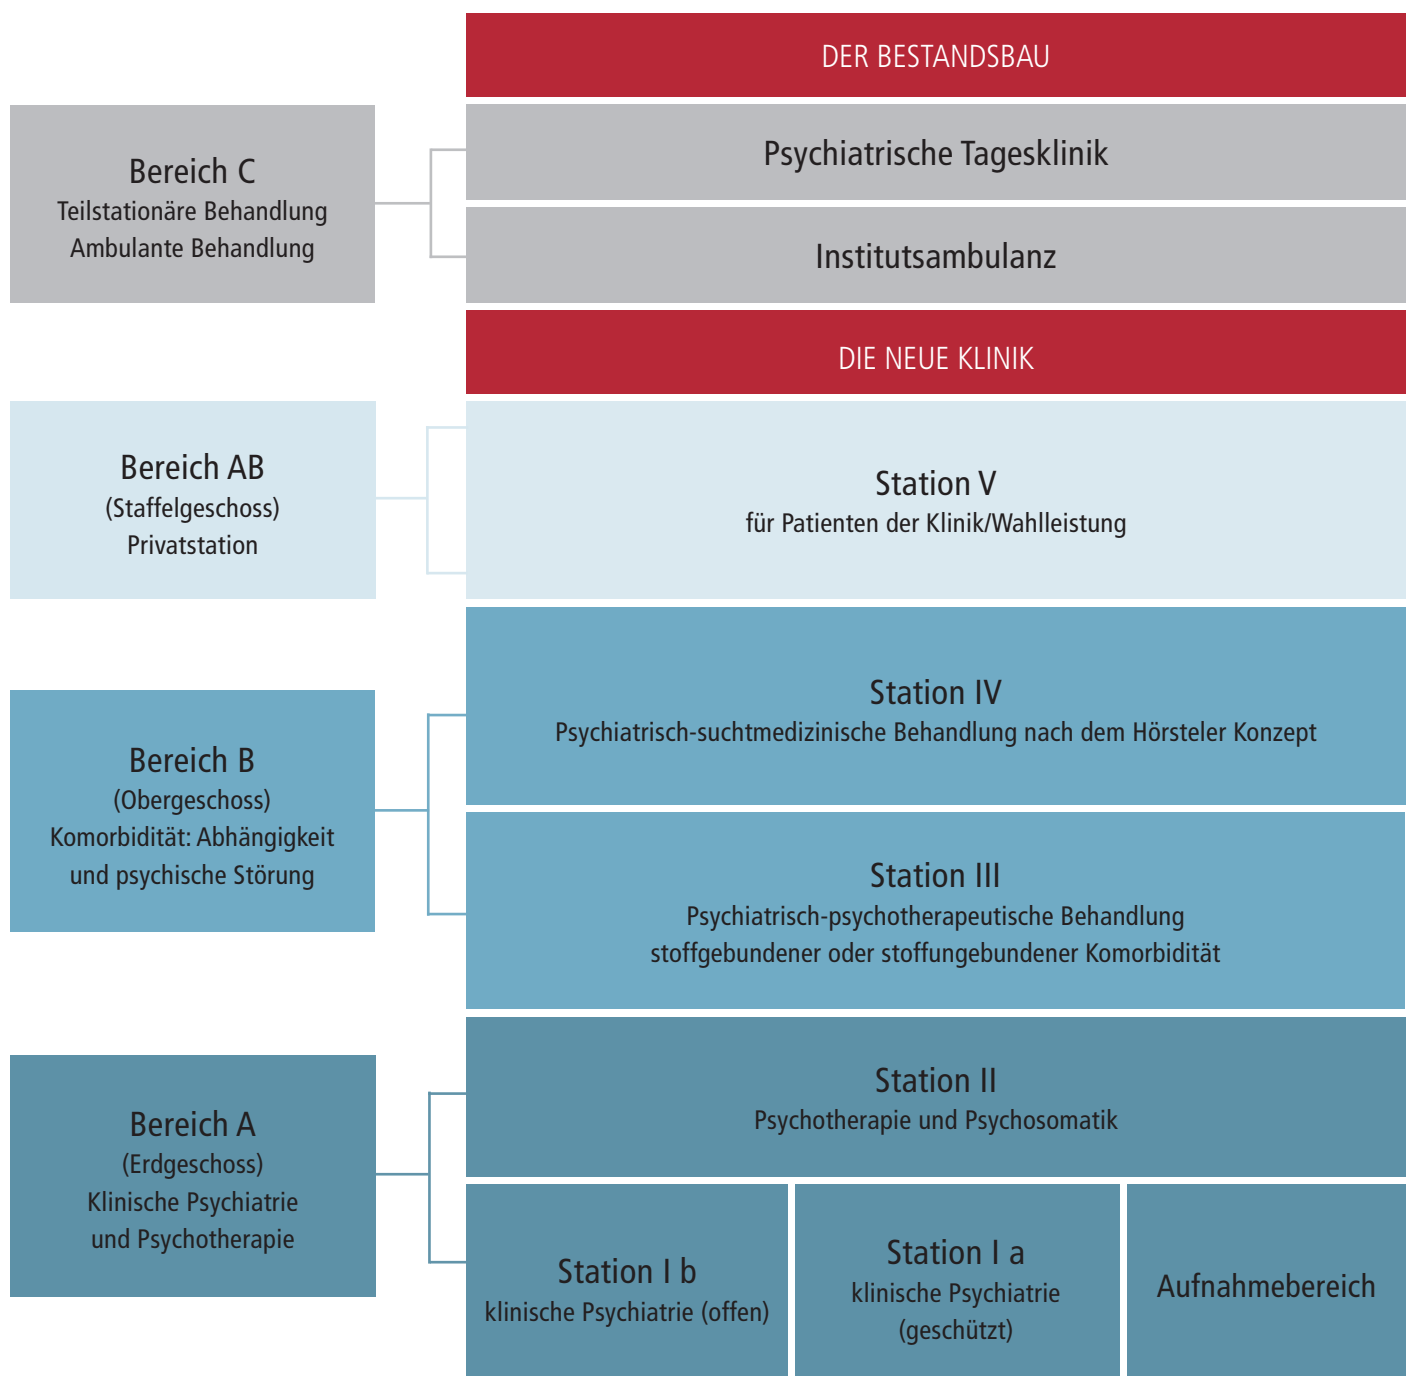 DER BESTANDSBAU
Bereich C
Teilstationäre Behandlung
Ambulante Behandlung
Psychiatrische Tagesklinik
Institutsambulanz
DIE NEUE KLINIK
Bereich AB
(Staffelgeschoss)
Privatstation
Station V
für Patienten der Klinik/Wahlleistung
Bereich B
(Obergeschoss)
Komorbidität: Abhängigkeit
und psychische Störung
Station IV
Psychiatrisch-suchtmedizinische Behandlung nach dem Hörsteler Konzept
Station III
Psychiatrisch-psychotherapeutische Behandlung
stoffgebundener oder stoffungebundener Komorbidität
Bereich A
(Erdgeschoss)
Klinische Psychiatrie
und Psychotherapie
Station II
Psychotherapie und Psychosomatik
Station I b
klinische Psychiatrie (offen)
Station I a
klinische Psychiatrie
(geschützt)
Aufnahmebereich